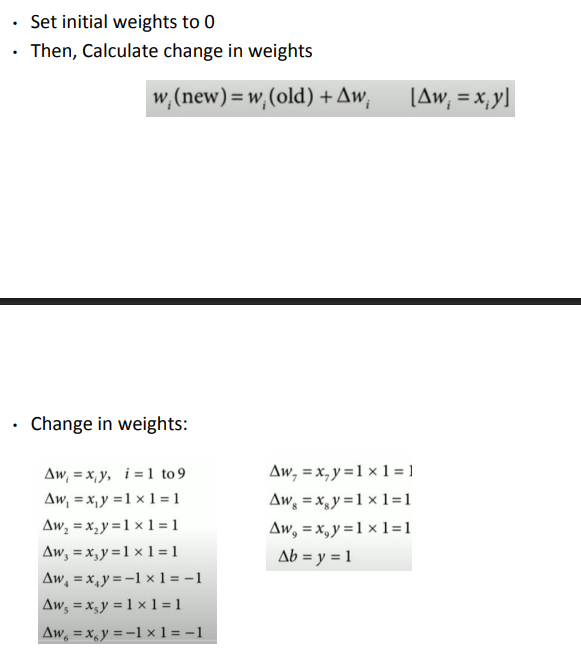 • Set initial weights to 0
• Then, Calculate change in weights
wᵢ(new) = wᵢ(old) + Δwᵢ [Δwᵢ = xᵢy]
• Change in weights:
Δwᵢ = xᵢy, i = 1 to 9
Δw₁ = x₁y = 1 × 1 = 1
Δw₂ = x₂y = 1 × 1 = 1
Δw₃ = x₃y = 1 × 1 = 1
Δw₄ = x₄y = −1 × 1 = −1
Δw₅ = x₅y = 1 × 1 = 1
Δw₆ = x₆y = −1 × 1 = −1
Δw₇ = x₇y = 1 × 1 = 1
Δw₈ = x₈y = 1 × 1 = 1
Δw₉ = x₉y = 1 × 1 = 1
Δb = y = 1